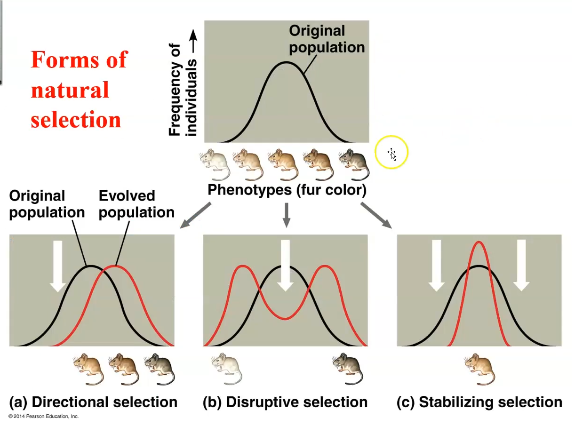 Forms of
natural
selection
Frequency of
individuals
Original
population
Phenotypes (fur color)
Original
population
Evolved
population
(a) Directional selection
(b) Disruptive selection
(c) Stabilizing selection
© 2014 Pearson Education, Inc.